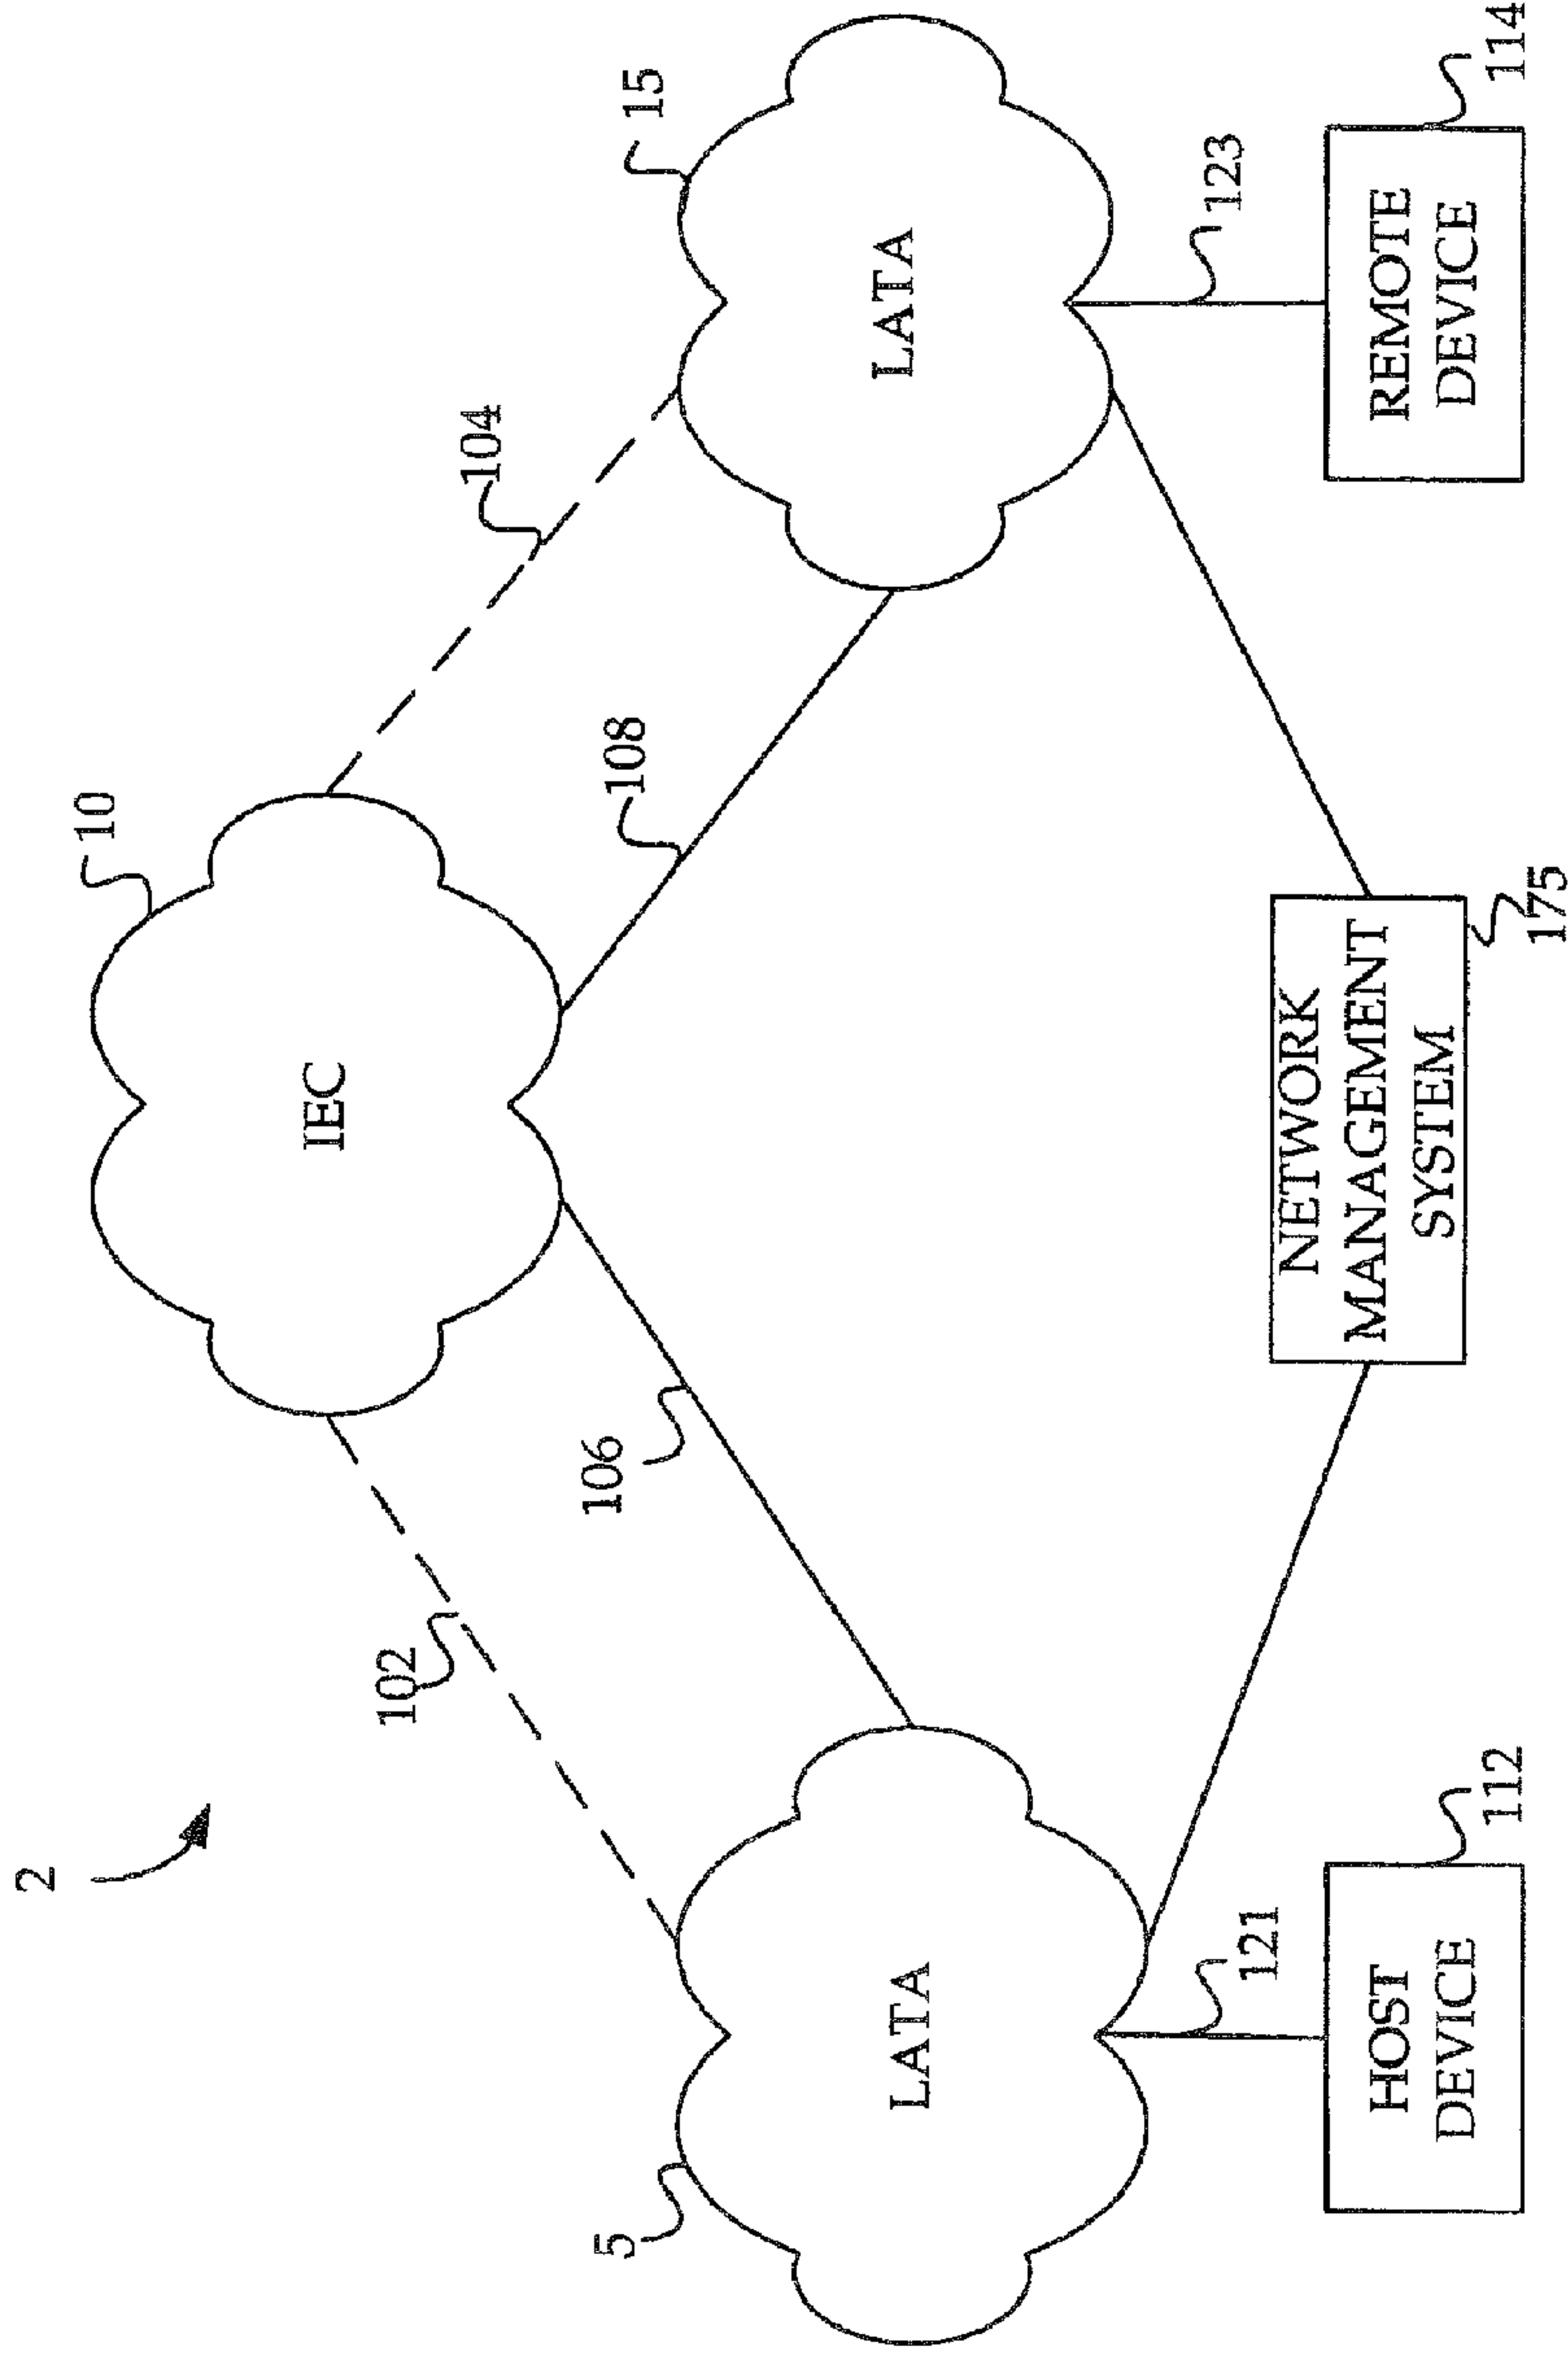 2
10
IEC
102
104
106
108
15
5
LATA
LATA
121
123
NETWORK
MANAGEMENT
SYSTEM
175
HOST
DEVICE
112
REMOTE
DEVICE
114